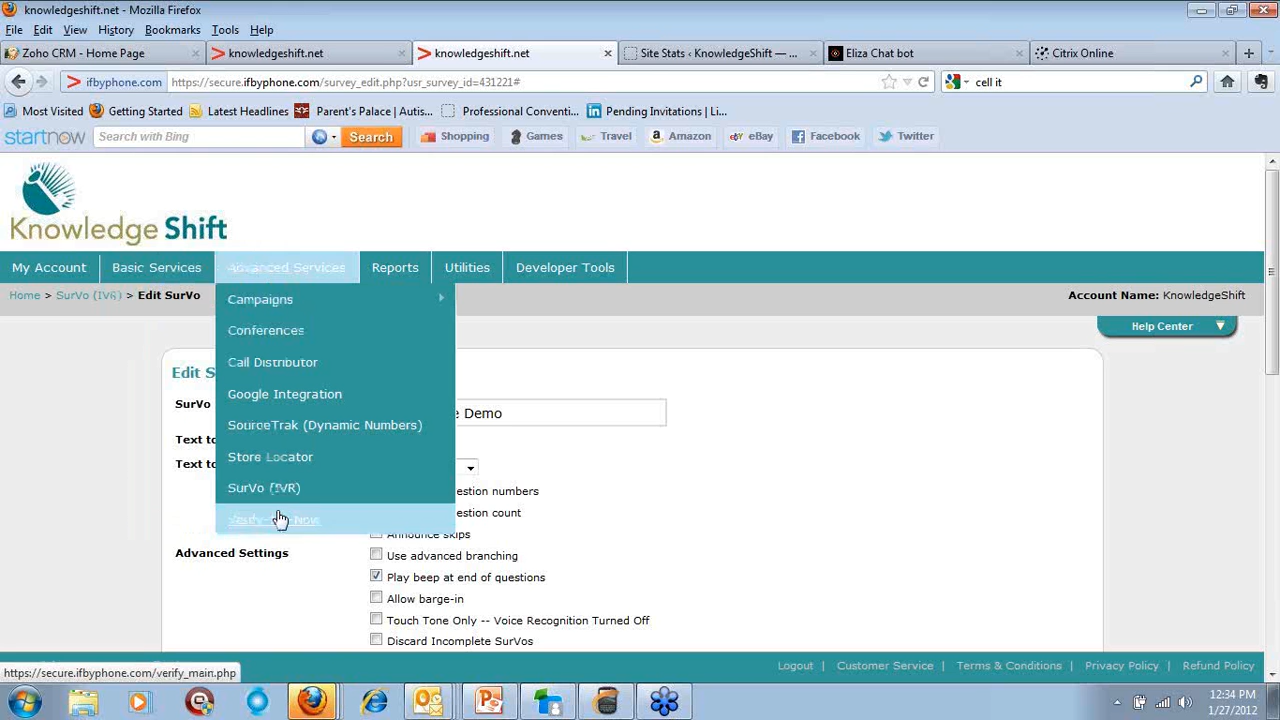 knowledgeshift.net - Mozilla Firefox
File Edit View History Bookmarks Tools Help
Zoho CRM - Home Page × knowledgeshift.net × knowledgeshift.net × Site Stats ‹ KnowledgeShift — ... × Eliza Chat bot × Citrix Online × +
ifbyphone.com https://secure.ifbyphone.com/survey_edit.php?usr_survey_id=431221# cell it
Most Visited Getting Started Latest Headlines Parent's Palace | Autis... Professional Conventi... Pending Invitations | Li...
startnow Search with Bing Search Shopping Games Travel Amazon eBay Facebook Twitter
Knowledge Shift
My Account Basic Services Advanced Services Reports Utilities Developer Tools
Home > SurVo (IVR) > Edit SurVo Account Name: KnowledgeShift
Campaigns
Help Center
Conferences
Call Distributor
Edit S
Google Integration
SurVo e Demo
SourceTrak (Dynamic Numbers)
Text to
Store Locator
Text to
SurVo (IVR)
estion numbers
estion count
Now
Announce skips
Advanced Settings Use advanced branching
Play beep at end of questions
Allow barge-in
Touch Tone Only -- Voice Recognition Turned Off
Discard Incomplete SurVos
Logout | Customer Service | Terms & Conditions | Privacy Policy | Refund Policy
https://secure.ifbyphone.com/verify_main.php
12:34 PM
1/27/2012